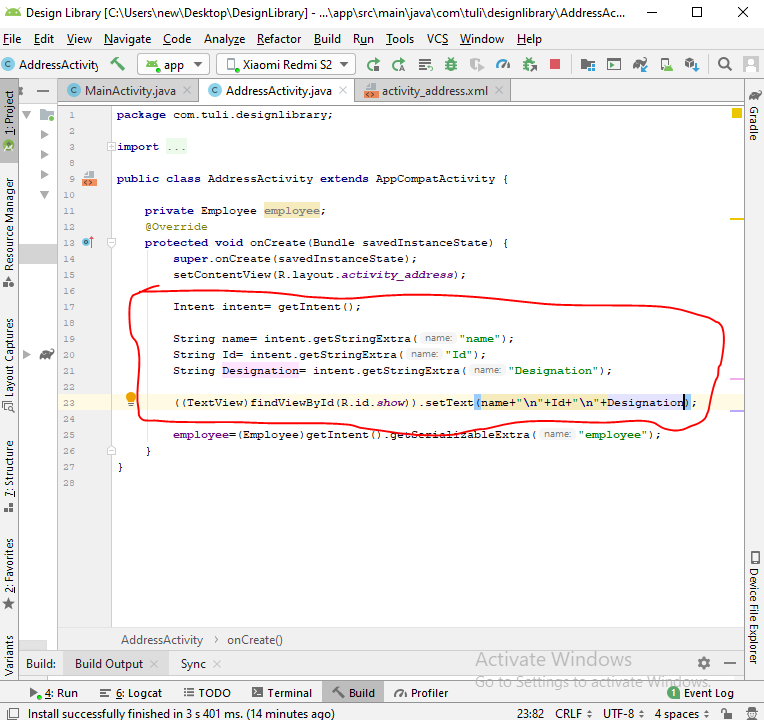 Design Library [C:\Users\new\Desktop\DesignLibrary] - ...\app\src\main\java\com\tuli\designlibrary\AddressAc...
File Edit View Navigate Code Analyze Refactor Build Run Tools VCS Window Help
AddressActivity app Xiaomi Redmi S2
MainActivity.java AddressActivity.java activity_address.xml
1: Project
Resource Manager
Layout Captures
7: Structure
2: Favorites
Variants
1 package com.tuli.designlibrary;
2
3 import ...
8
9 public class AddressActivity extends AppCompatActivity {
10
11 private Employee employee;
12 @Override
13 protected void onCreate(Bundle savedInstanceState) {
14 super.onCreate(savedInstanceState);
15 setContentView(R.layout.activity_address);
16
17 Intent intent= getIntent();
18
19 String name= intent.getStringExtra( name: "name");
20 String Id= intent.getStringExtra( name: "Id");
21 String Designation= intent.getStringExtra( name: "Designation");
22
23 ((TextView)findViewById(R.id.show)).setText(name+"\n"+Id+"\n"+Designation);
24
25 employee=(Employee)getIntent().getSerializableExtra( name: "employee");
26 }
27 }
28
Gradle
Device File Explorer
AddressActivity › onCreate()
Build: Build Output Sync
Activate Windows
Go to Settings to activate Windows.
4: Run 6: Logcat TODO Terminal Build Profiler 1 Event Log
Install successfully finished in 3 s 401 ms. (14 minutes ago) 23:82 CRLF UTF-8 4 spaces